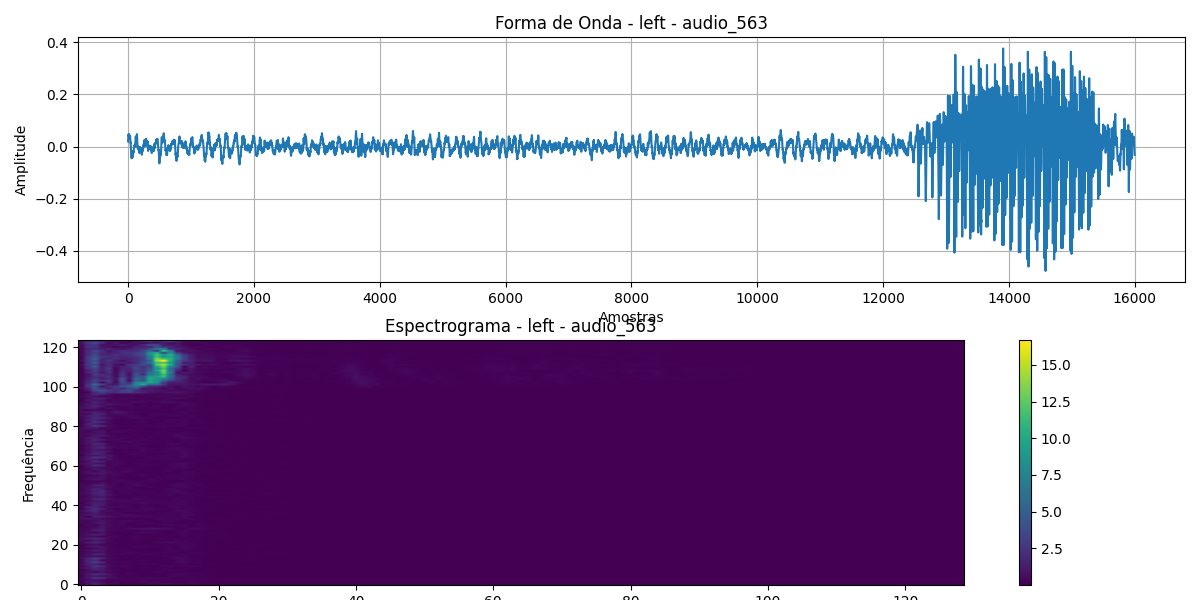 Forma de Onda - left - audio_563
0.4
0.2
0.0
−0.2
−0.4
Amplitude
0 2000 4000 6000 8000 10000 12000 14000 16000
Amostras
Espectrograma - left - audio_563
120
100
80
60
40
20
0
Frequência
0 20 40 60 80 100 120
15.0
12.5
10.0
7.5
5.0
2.5